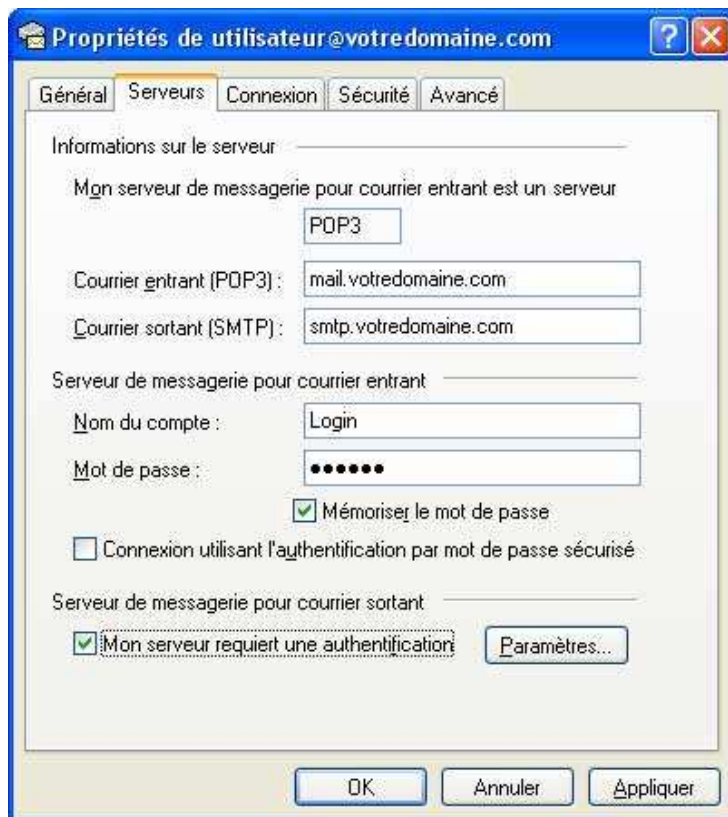 Propriétés de utilisateur@votredomaine.com
Général Serveurs Connexion Sécurité Avancé
Informations sur le serveur
Mon serveur de messagerie pour courrier entrant est un serveur
POP3
Courrier entrant (POP3) : mail.votredomaine.com
Courrier sortant (SMTP) : smtp.votredomaine.com
Serveur de messagerie pour courrier entrant
Nom du compte : Login
Mot de passe : ●●●●●●
Mémoriser le mot de passe
Connexion utilisant l'authentification par mot de passe sécurisé
Serveur de messagerie pour courrier sortant
Mon serveur requiert une authentification Paramètres...
OK Annuler Appliquer